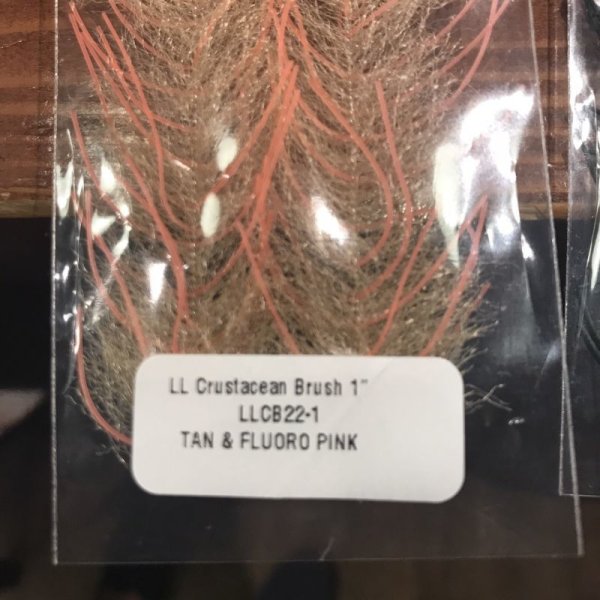 LL Crustacean Brush 1"
LLCB22-1
TAN & FLUORO PINK